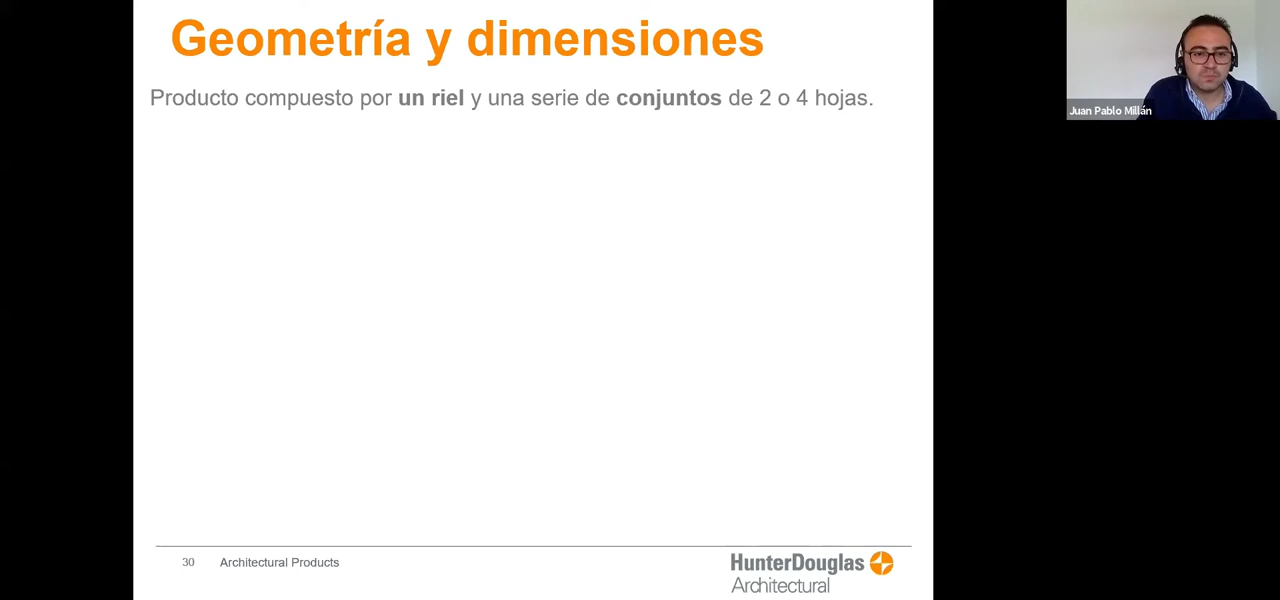 Geometría y dimensiones
Producto compuesto por un riel y una serie de conjuntos de 2 o 4 hojas.
Juan Pablo Millán
30 Architectural Products
HunterDouglas
Architectural